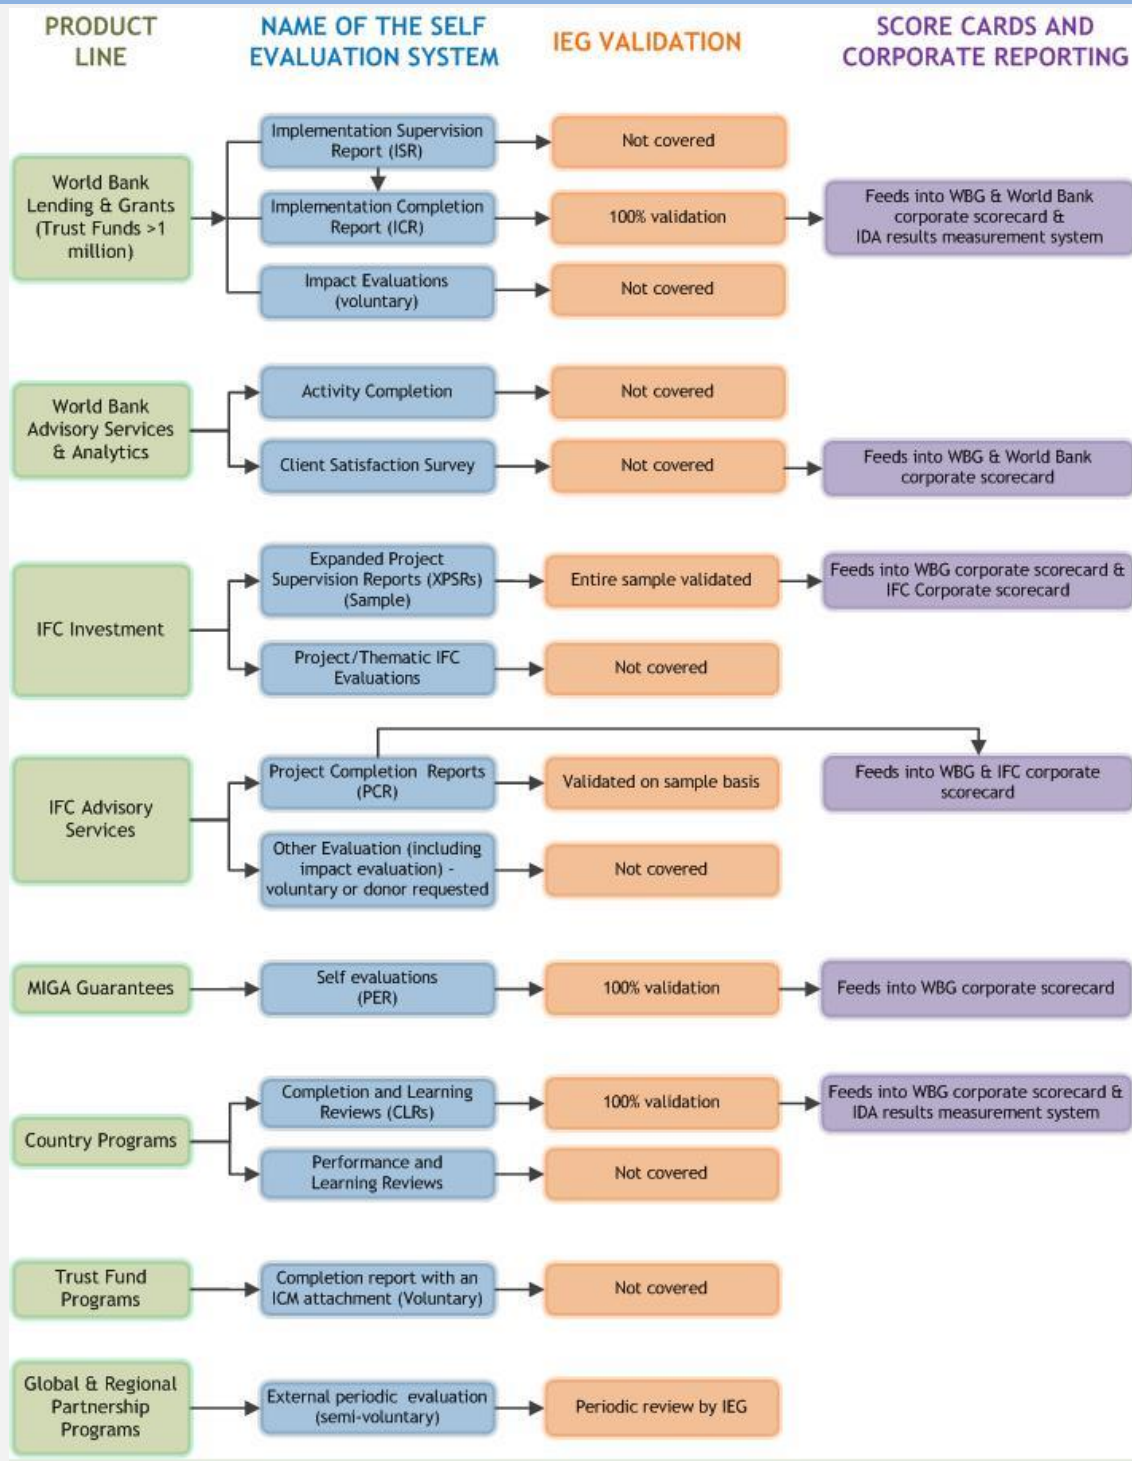 PRODUCT
LINE
NAME OF THE SELF
EVALUATION SYSTEM
IEG VALIDATION
SCORE CARDS AND
CORPORATE REPORTING
World Bank
Lending & Grants
(Trust Funds >1
million)
Implementation Supervision
Report (ISR)
Not covered
Implementation Completion
Report (ICR)
100% validation
Feeds into WBG & World Bank
corporate scorecard &
IDA results measurement system
Impact Evaluations
(voluntary)
Not covered
World Bank
Advisory Services
& Analytics
Activity Completion
Not covered
Client Satisfaction Survey
Not covered
Feeds into WBG & World Bank
corporate scorecard
IFC Investment
Expanded Project
Supervision Reports (XPSRs)
(Sample)
Entire sample validated
Feeds into WBG corporate scorecard &
IFC Corporate scorecard
Project/Thematic IFC
Evaluations
Not covered
IFC Advisory
Services
Project Completion Reports
(PCR)
Validated on sample basis
Feeds into WBG & IFC corporate
scorecard
Other Evaluation (including
impact evaluation) -
voluntary or donor requested
Not covered
MIGA Guarantees
Self evaluations
(PER)
100% validation
Feeds into WBG corporate scorecard
Country Programs
Completion and Learning
Reviews (CLRs)
100% validation
Feeds into WBG corporate scorecard &
IDA results measurement system
Performance and
Learning Reviews
Not covered
Trust Fund
Programs
Completion report with an
ICM attachment (Voluntary)
Not covered
Global & Regional
Partnership
Programs
External periodic evaluation
(semi-voluntary)
Periodic review by IEG